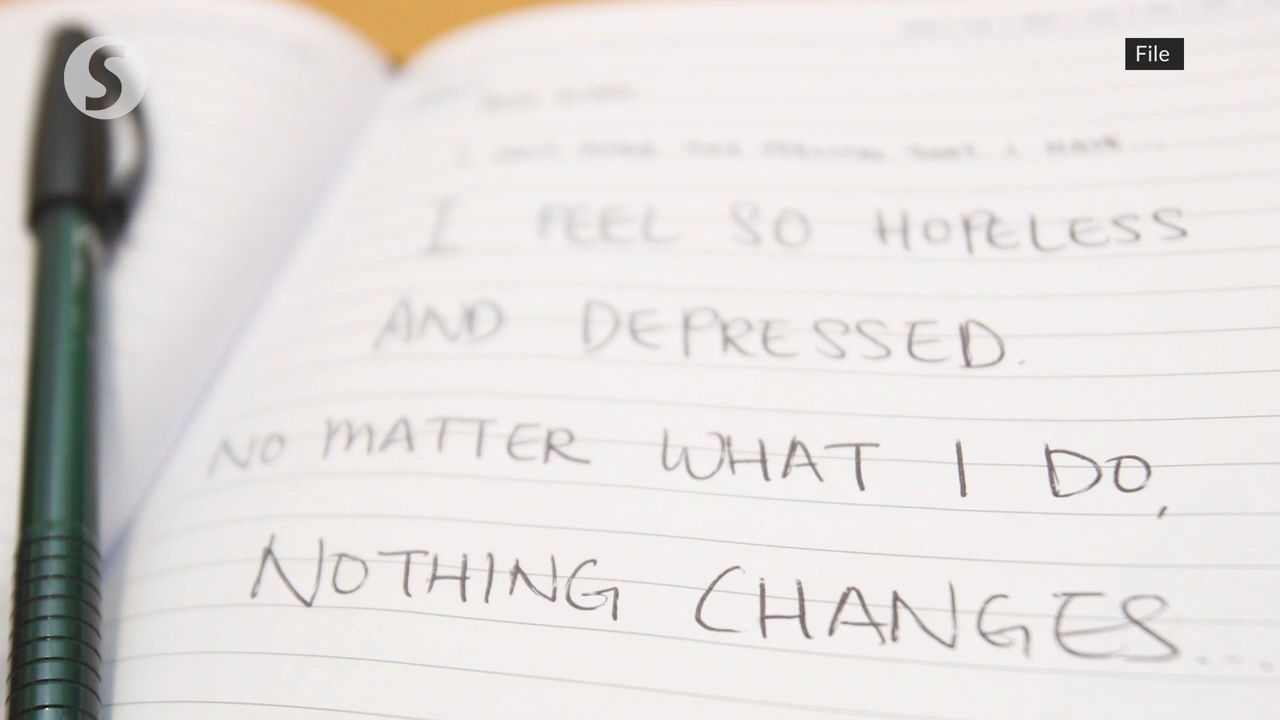 S
File
I FEEL SO HOPELESS
AND DEPRESSED.
NO MATTER WHAT I DO,
NOTHING CHANGES...